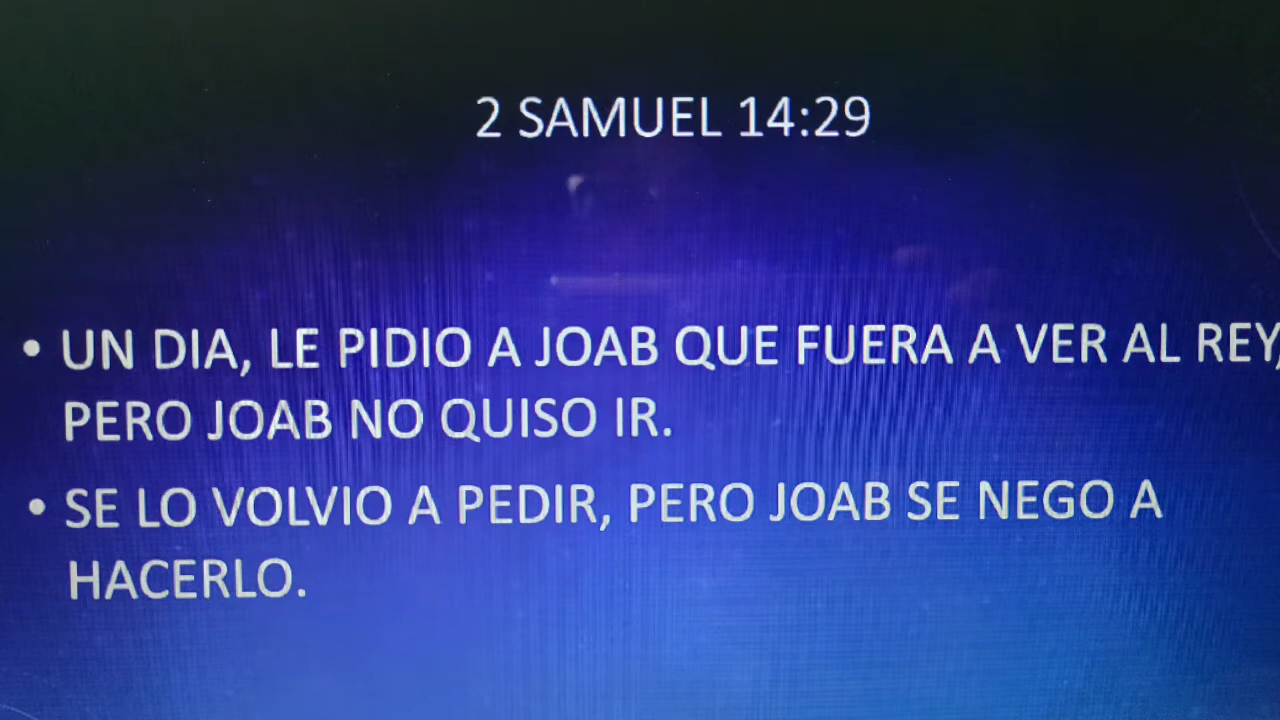 2 SAMUEL 14:29
• UN DIA, LE PIDIO A JOAB QUE FUERA A VER AL REY,
PERO JOAB NO QUISO IR.
• SE LO VOLVIO A PEDIR, PERO JOAB SE NEGO A
HACERLO.